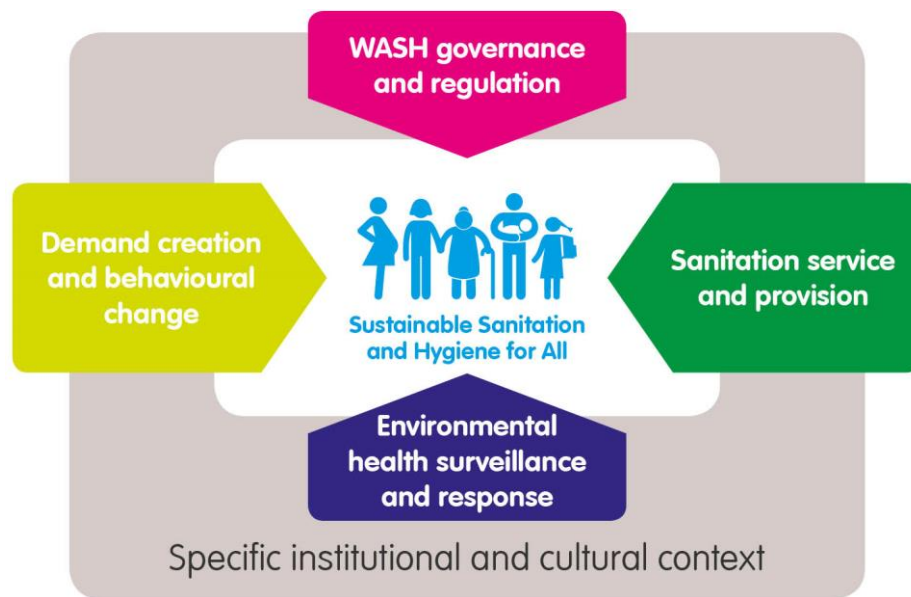 WASH governance
and regulation
Demand creation
and behavioural
change
Sustainable Sanitation
and Hygiene for All
Sanitation service
and provision
Environmental
health surveillance
and response
Specific institutional and cultural context